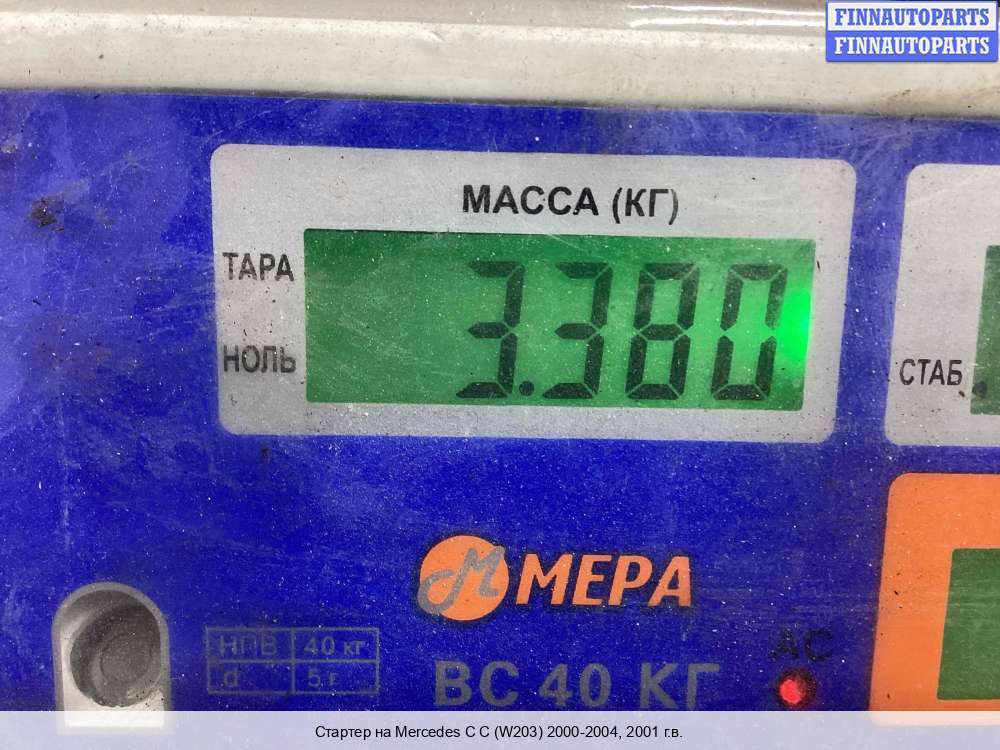 FINNAUTOPARTS
FINNAUTOPARTS
МАССА (КГ)
ТАРА
3.380
НОЛЬ
СТАБ
М МЕРА
НПВ 40 кг
d 5 г
АС
ВС 40 КГ
Стартер на Mercedes C C (W203) 2000-2004, 2001 г.в.